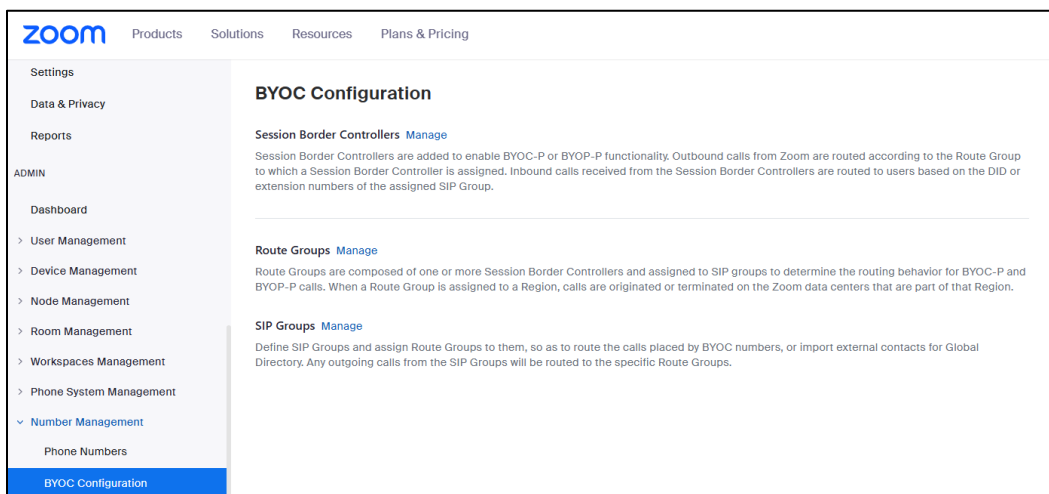 zoom Products Solutions Resources Plans & Pricing
Settings
Data & Privacy
Reports
ADMIN
Dashboard
User Management
Device Management
Node Management
Room Management
Workspaces Management
Phone System Management
Number Management
Phone Numbers
BYOC Configuration
BYOC Configuration
Session Border Controllers Manage
Session Border Controllers are added to enable BYOC-P or BYOP-P functionality. Outbound calls from Zoom are routed according to the Route Group
to which a Session Border Controller is assigned. Inbound calls received from the Session Border Controllers are routed to users based on the DID or
extension numbers of the assigned SIP Group.
Route Groups Manage
Route Groups are composed of one or more Session Border Controllers and assigned to SIP groups to determine the routing behavior for BYOC-P and
BYOP-P calls. When a Route Group is assigned to a Region, calls are originated or terminated on the Zoom data centers that are part of that Region.
SIP Groups Manage
Define SIP Groups and assign Route Groups to them, so as to route the calls placed by BYOC numbers, or import external contacts for Global
Directory. Any outgoing calls from the SIP Groups will be routed to the specific Route Groups.